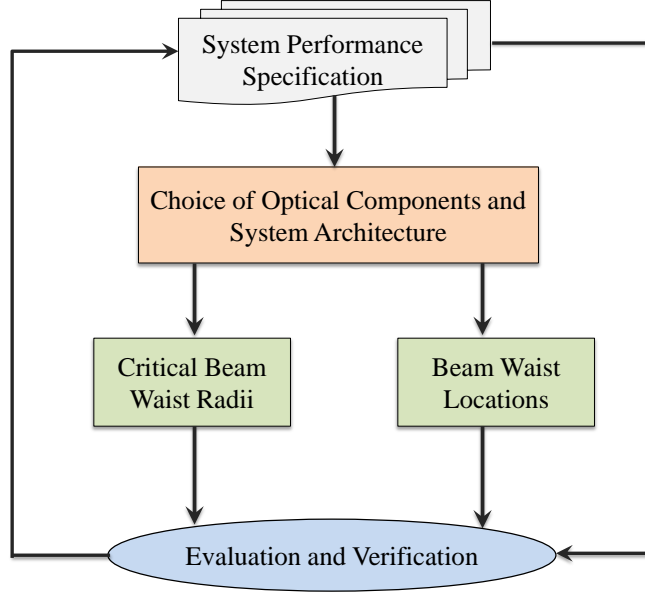 System Performance
Specification
Choice of Optical Components and
System Architecture
Critical Beam
Waist Radii
Beam Waist
Locations
Evaluation and Verification